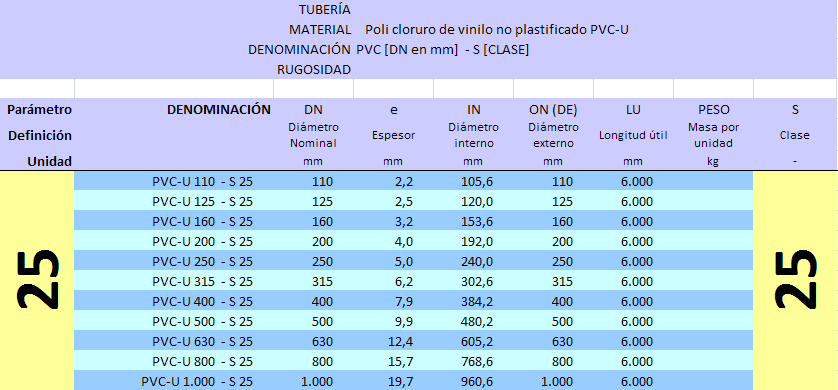 TUBERÍA
MATERIAL Poli cloruro de vinilo no plastificado PVC-U
DENOMINACIÓN PVC [DN en mm] - S [CLASE]
RUGOSIDAD
Parámetro DENOMINACIÓN DN e IN ON (DE) LU PESO S
Definición Diámetro Nominal Espesor Diámetro interno Diámetro externo Longitud útil Masa por unidad Clase
Unidad mm mm mm mm mm kg -
25
PVC-U 110 - S 25 110 2,2 105,6 110 6.000
PVC-U 125 - S 25 125 2,5 120,0 125 6.000
PVC-U 160 - S 25 160 3,2 153,6 160 6.000
PVC-U 200 - S 25 200 4,0 192,0 200 6.000
PVC-U 250 - S 25 250 5,0 240,0 250 6.000
PVC-U 315 - S 25 315 6,2 302,6 315 6.000
PVC-U 400 - S 25 400 7,9 384,2 400 6.000
PVC-U 500 - S 25 500 9,9 480,2 500 6.000
PVC-U 630 - S 25 630 12,4 605,2 630 6.000
PVC-U 800 - S 25 800 15,7 768,6 800 6.000
PVC-U 1.000 - S 25 1.000 19,7 960,6 1.000 6.000
25